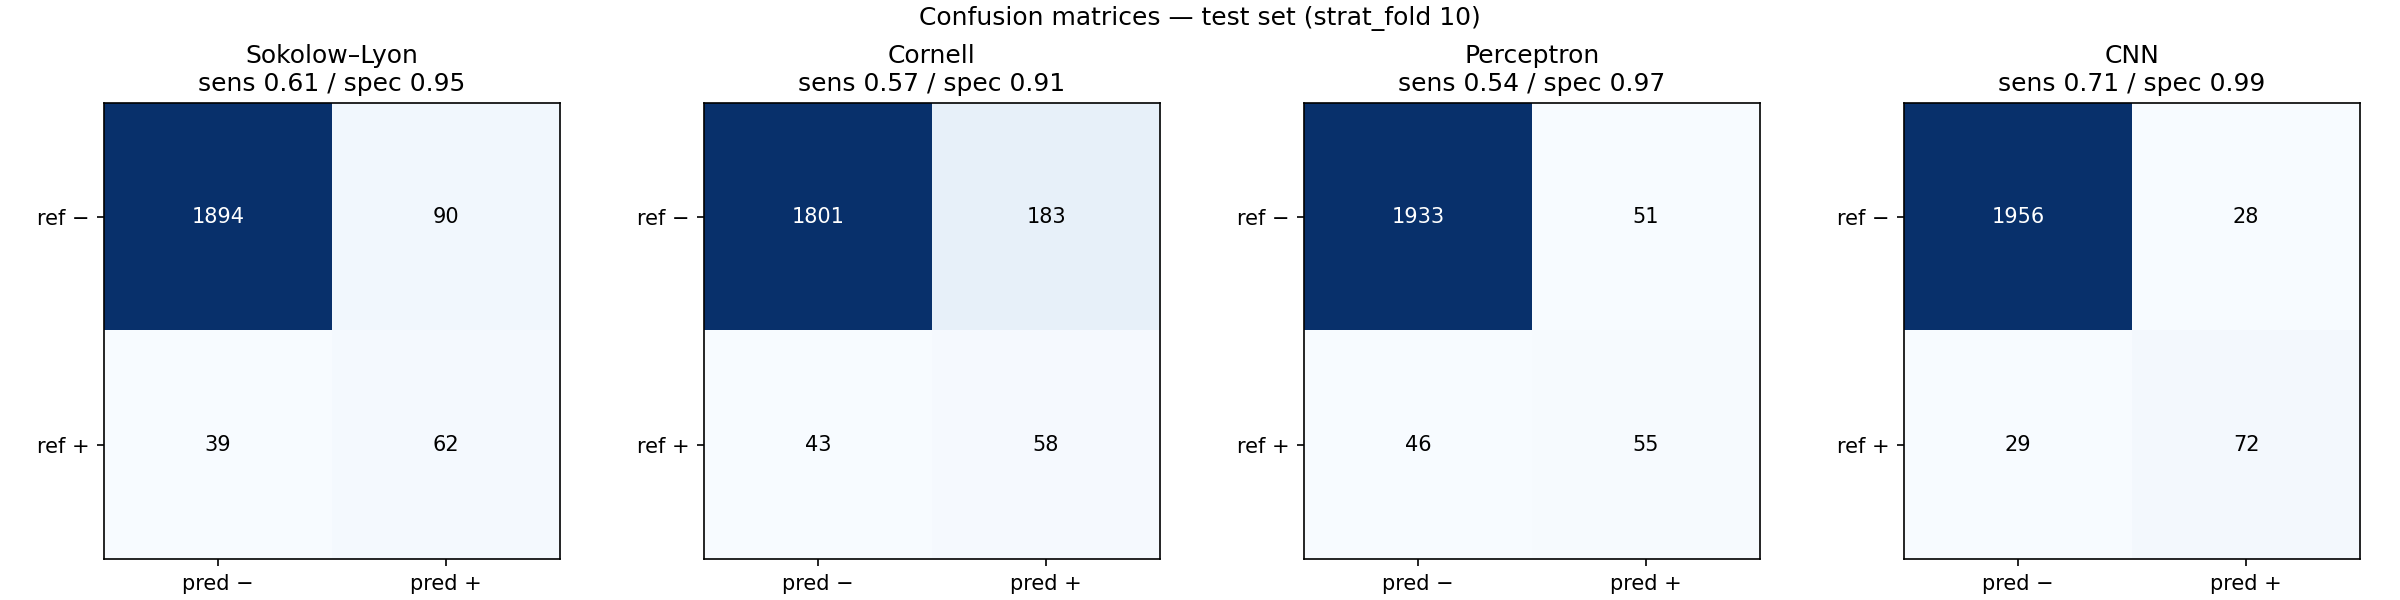 Confusion matrices — test set (strat_fold 10)
Sokolow–Lyon
sens 0.61 / spec 0.95
ref −
1894
90
ref +
39
62
pred −
pred +
Cornell
sens 0.57 / spec 0.91
ref −
1801
183
ref +
43
58
pred −
pred +
Perceptron
sens 0.54 / spec 0.97
ref −
1933
51
ref +
46
55
pred −
pred +
CNN
sens 0.71 / spec 0.99
ref −
1956
28
ref +
29
72
pred −
pred +